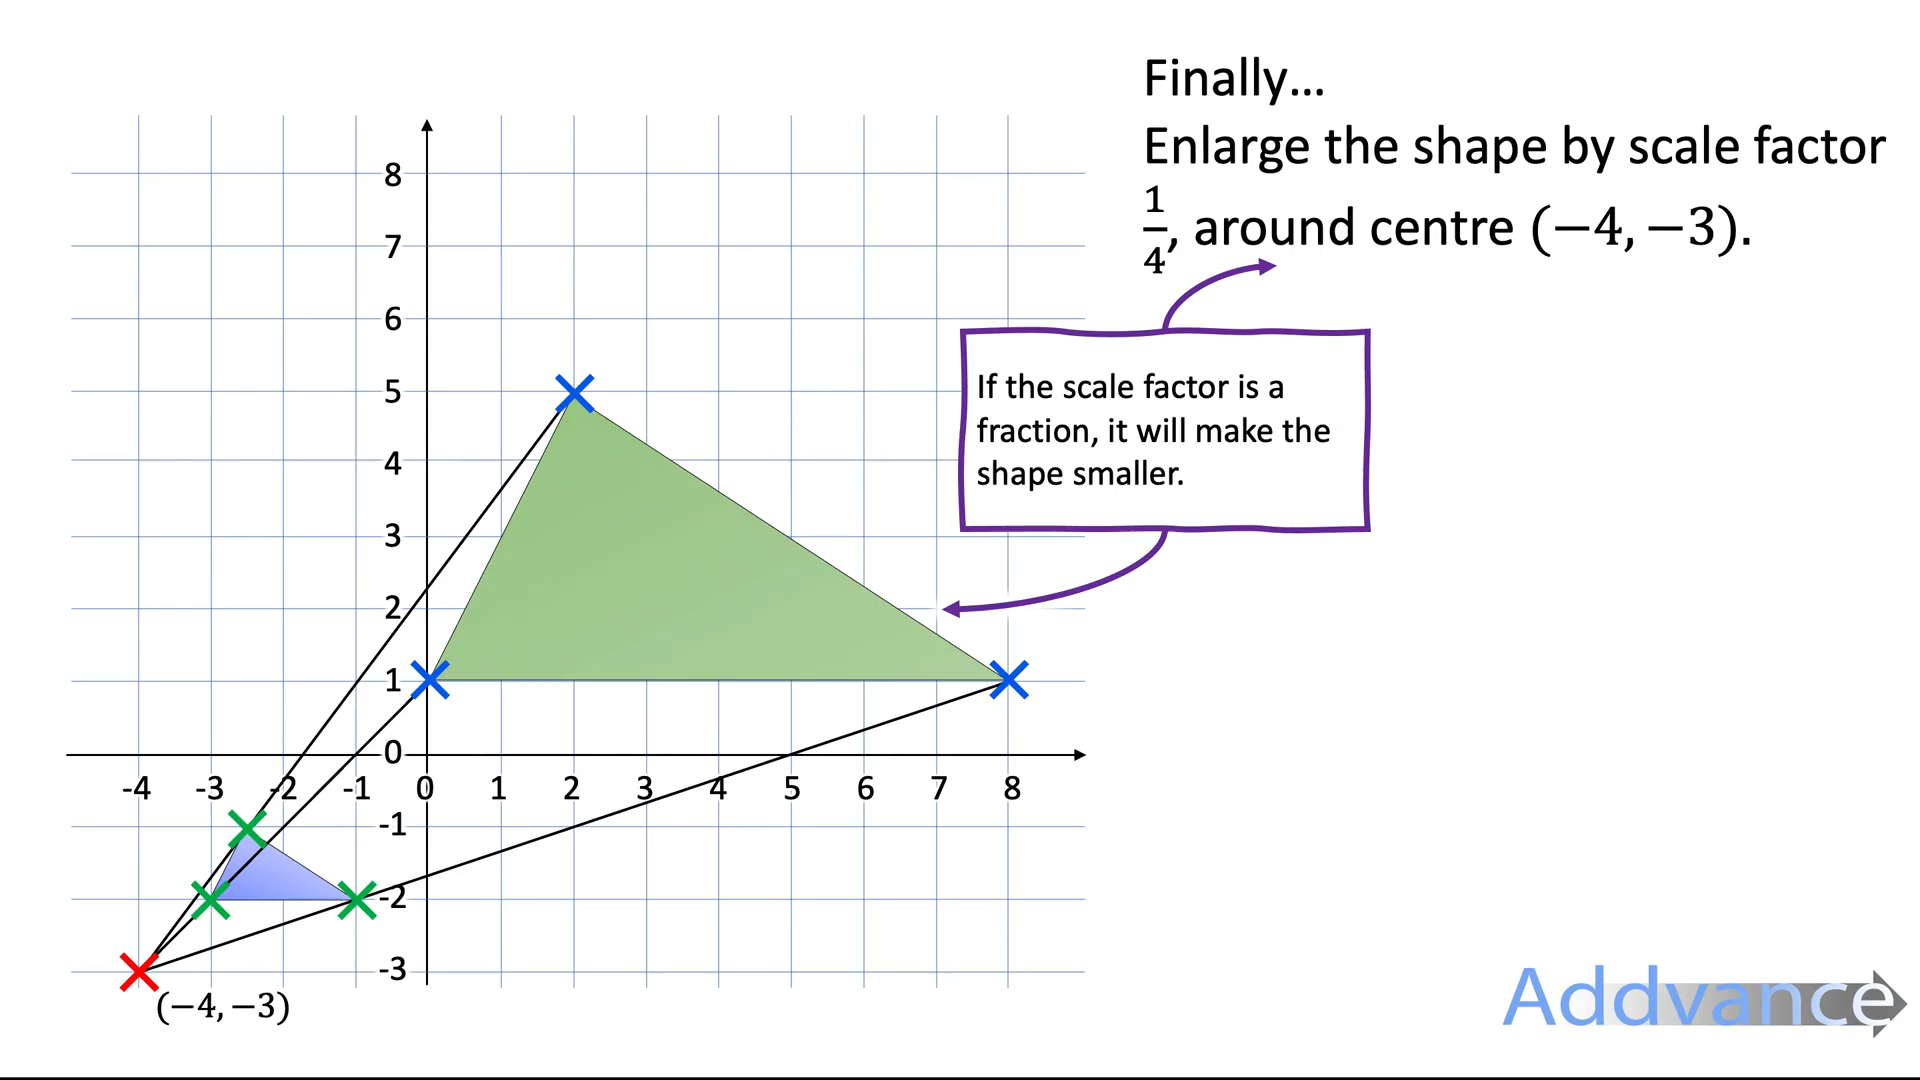 Finally...
Enlarge the shape by scale factor
1/4, around centre (−4, −3).
If the scale factor is a
fraction, it will make the
shape smaller.
8
7
6
5
4
3
2
1
0
-4 -3 -2 -1 0 1 2 3 4 5 6 7 8
-1
-2
-3
(−4, −3)
Addvance